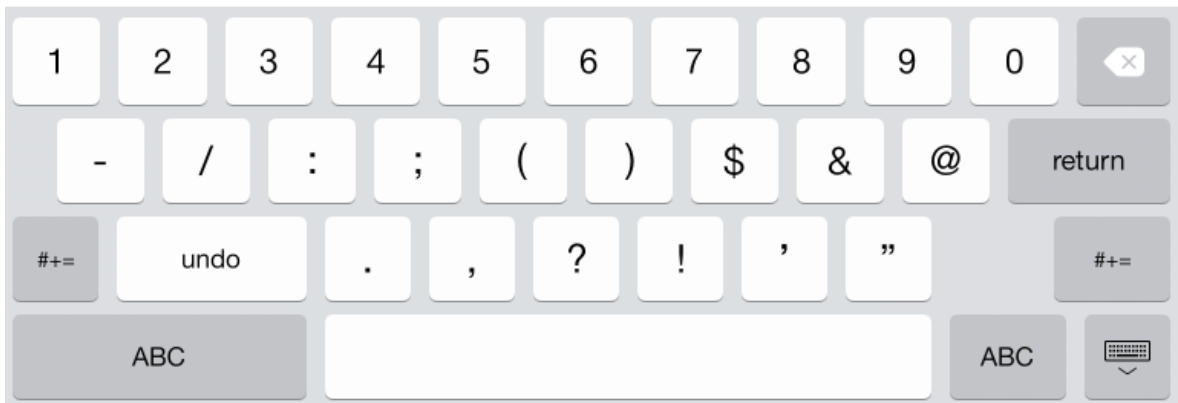 1 2 3 4 5 6 7 8 9 0
- / : ; ( ) $ & @ return
#+= undo . , ? ! ’ ” #+=
ABC ABC